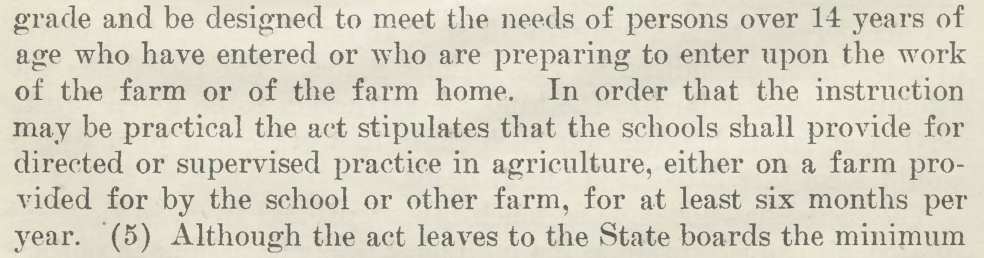 grade and be designed to meet the needs of persons over 14 years of
age who have entered or who are preparing to enter upon the work
of the farm or of the farm home. In order that the instruction
may be practical the act stipulates that the schools shall provide for
directed or supervised practice in agriculture, either on a farm pro-
vided for by the school or other farm, for at least six months per
year. (5) Although the act leaves to the State boards the minimum